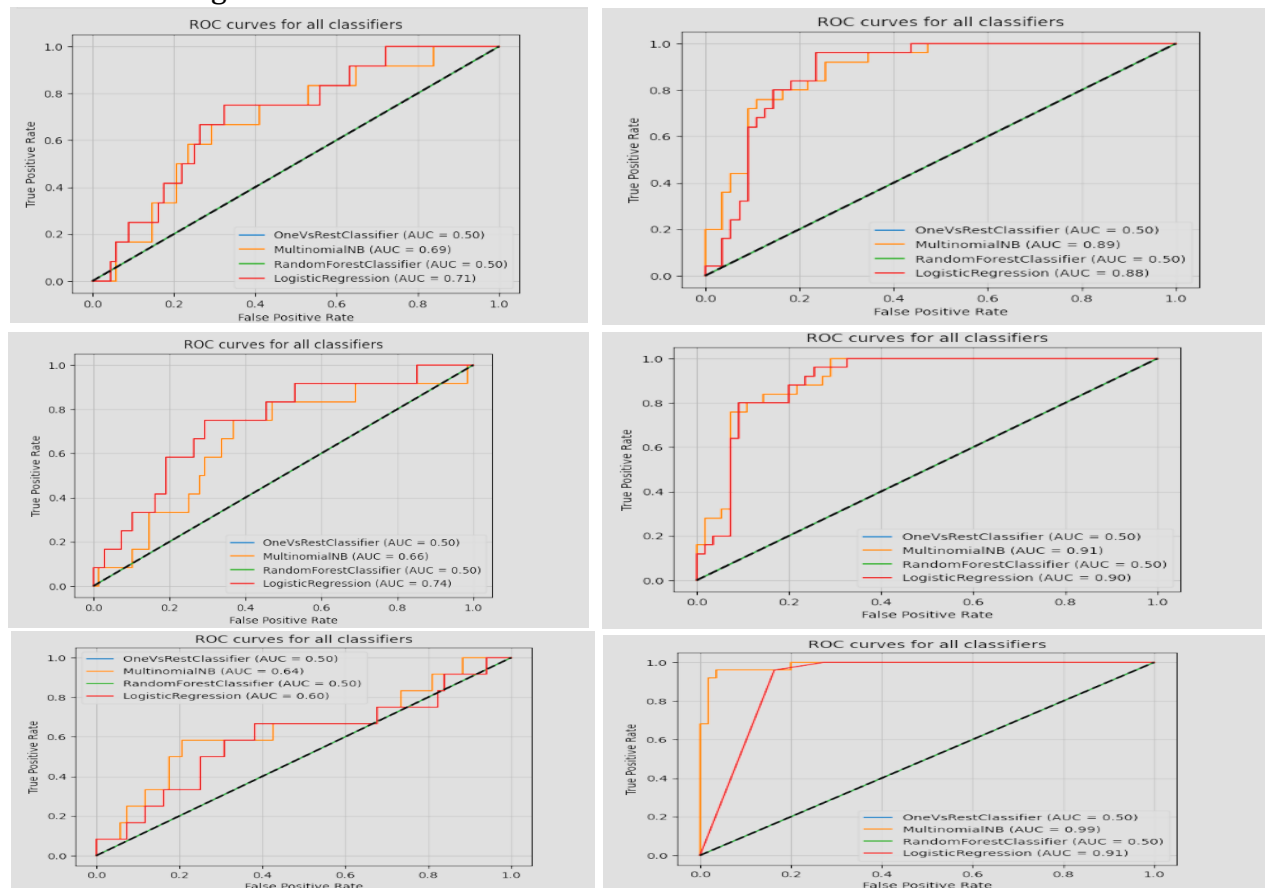 ROC curves for all classifiers
1.0
0.8
0.6
0.4
0.2
0.0
True Positive Rate
OneVsRestClassifier (AUC = 0.50)
MultinomialNB (AUC = 0.69)
RandomForestClassifier (AUC = 0.50)
LogisticRegression (AUC = 0.71)
0.0 0.2 0.4 0.6 0.8 1.0
False Positive Rate
ROC curves for all classifiers
1.0
0.8
0.6
0.4
0.2
0.0
True Positive Rate
OneVsRestClassifier (AUC = 0.50)
MultinomialNB (AUC = 0.89)
RandomForestClassifier (AUC = 0.50)
LogisticRegression (AUC = 0.88)
0.0 0.2 0.4 0.6 0.8 1.0
False Positive Rate
ROC curves for all classifiers
1.0
0.8
0.6
0.4
0.2
0.0
True Positive Rate
OneVsRestClassifier (AUC = 0.50)
MultinomialNB (AUC = 0.66)
RandomForestClassifier (AUC = 0.50)
LogisticRegression (AUC = 0.74)
0.0 0.2 0.4 0.6 0.8 1.0
False Positive Rate
ROC curves for all classifiers
1.0
0.8
0.6
0.4
0.2
0.0
True Positive Rate
OneVsRestClassifier (AUC = 0.50)
MultinomialNB (AUC = 0.91)
RandomForestClassifier (AUC = 0.50)
LogisticRegression (AUC = 0.90)
0.0 0.2 0.4 0.6 0.8 1.0
False Positive Rate
ROC curves for all classifiers
1.0
0.8
0.6
0.4
0.2
0.0
True Positive Rate
OneVsRestClassifier (AUC = 0.50)
MultinomialNB (AUC = 0.64)
RandomForestClassifier (AUC = 0.50)
LogisticRegression (AUC = 0.60)
0.0 0.2 0.4 0.6 0.8 1.0
False Positive Rate
ROC curves for all classifiers
1.0
0.8
0.6
0.4
0.2
0.0
True Positive Rate
OneVsRestClassifier (AUC = 0.50)
MultinomialNB (AUC = 0.99)
RandomForestClassifier (AUC = 0.50)
LogisticRegression (AUC = 0.91)
0.0 0.2 0.4 0.6 0.8 1.0
False Positive Rate